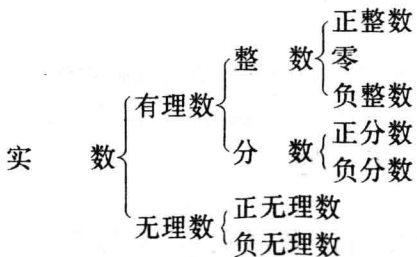 正整数
整 数 零
负整数
有理数
正分数
分 数
负分数
实 数
正无理数
无理数
负无理数